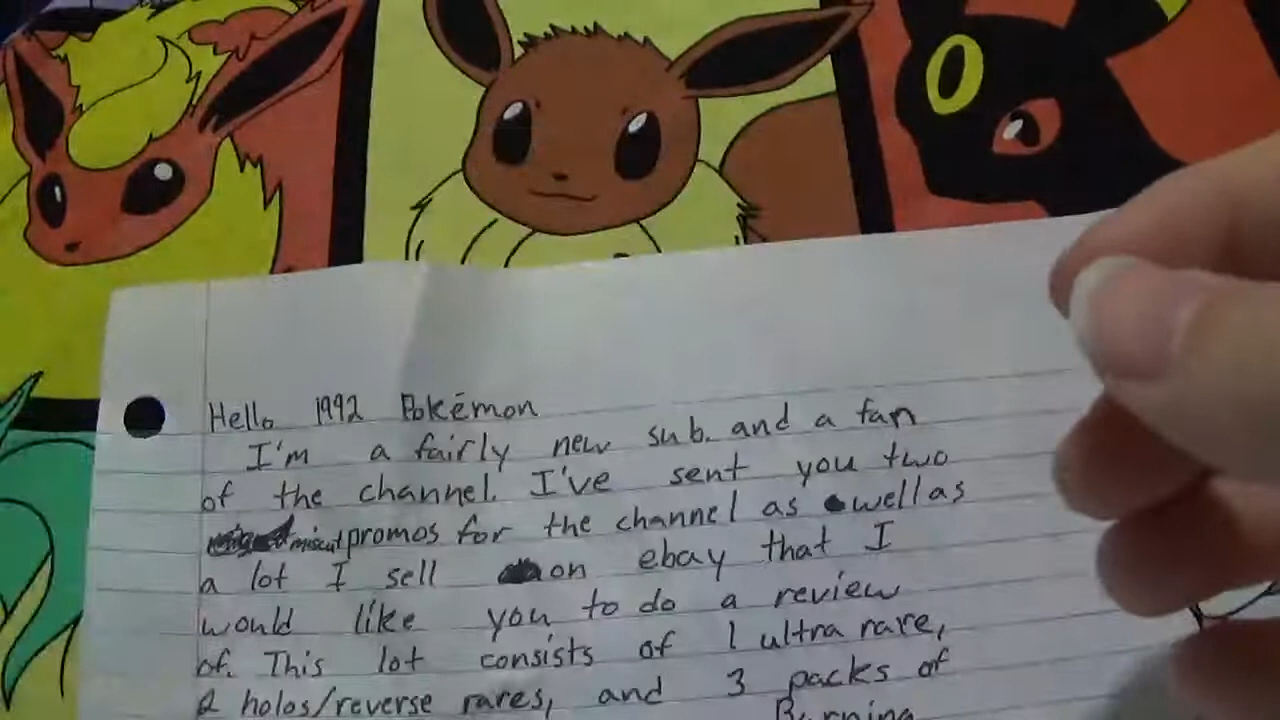 Hello 1992 Pokémon
I'm a fairly new sub. and a fan
of the channel. I've sent you two
miscut promos for the channel as well as
a lot I sell on ebay that I
would like you to do a review
of. This lot consists of 1 ultra rare,
2 holos/reverse rares, and 3 packs of
Burning